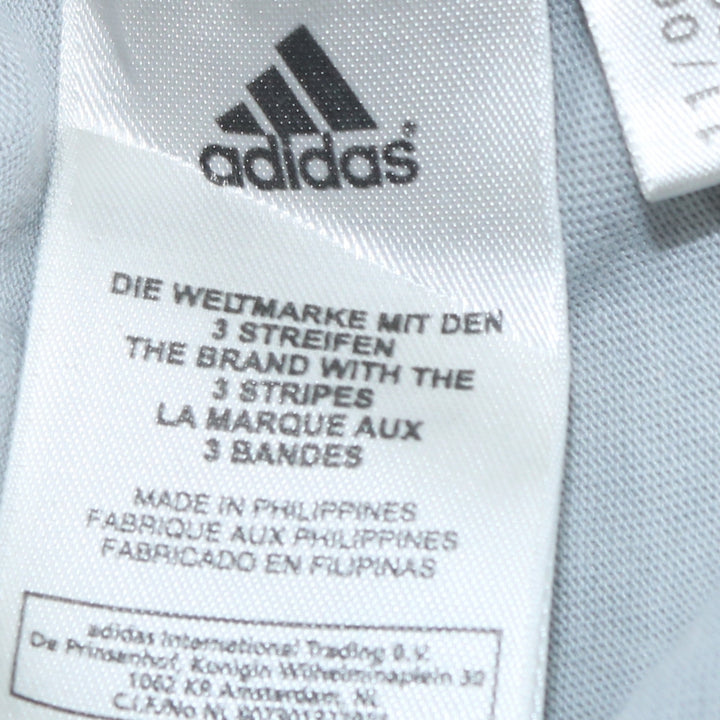 adidas
DIE WELTMARKE MIT DEN
3 STREIFEN
THE BRAND WITH THE
3 STRIPES
LA MARQUE AUX
3 BANDES
MADE IN PHILIPPINES
FABRIQUE AUX PHILIPPINES
FABRICADO EN FILIPINAS
adidas International Trading B.V.
De Prinsenhof, Konigin Wilhelminaplein 30
1062 KR Amsterdam, NL
C.I.F/No NL